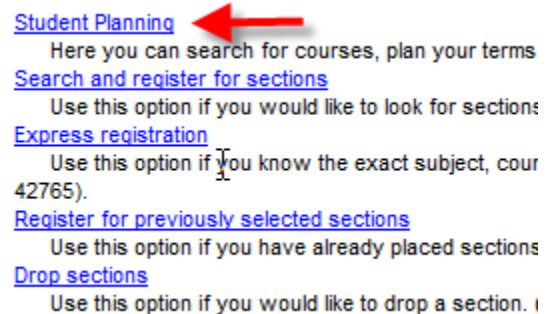 Student Planning
Here you can search for courses, plan your terms
Search and register for sections
Use this option if you would like to look for sections
Express registration
Use this option if you know the exact subject, cour
42765).
Register for previously selected sections
Use this option if you have already placed sections
Drop sections
Use this option if you would like to drop a section. (